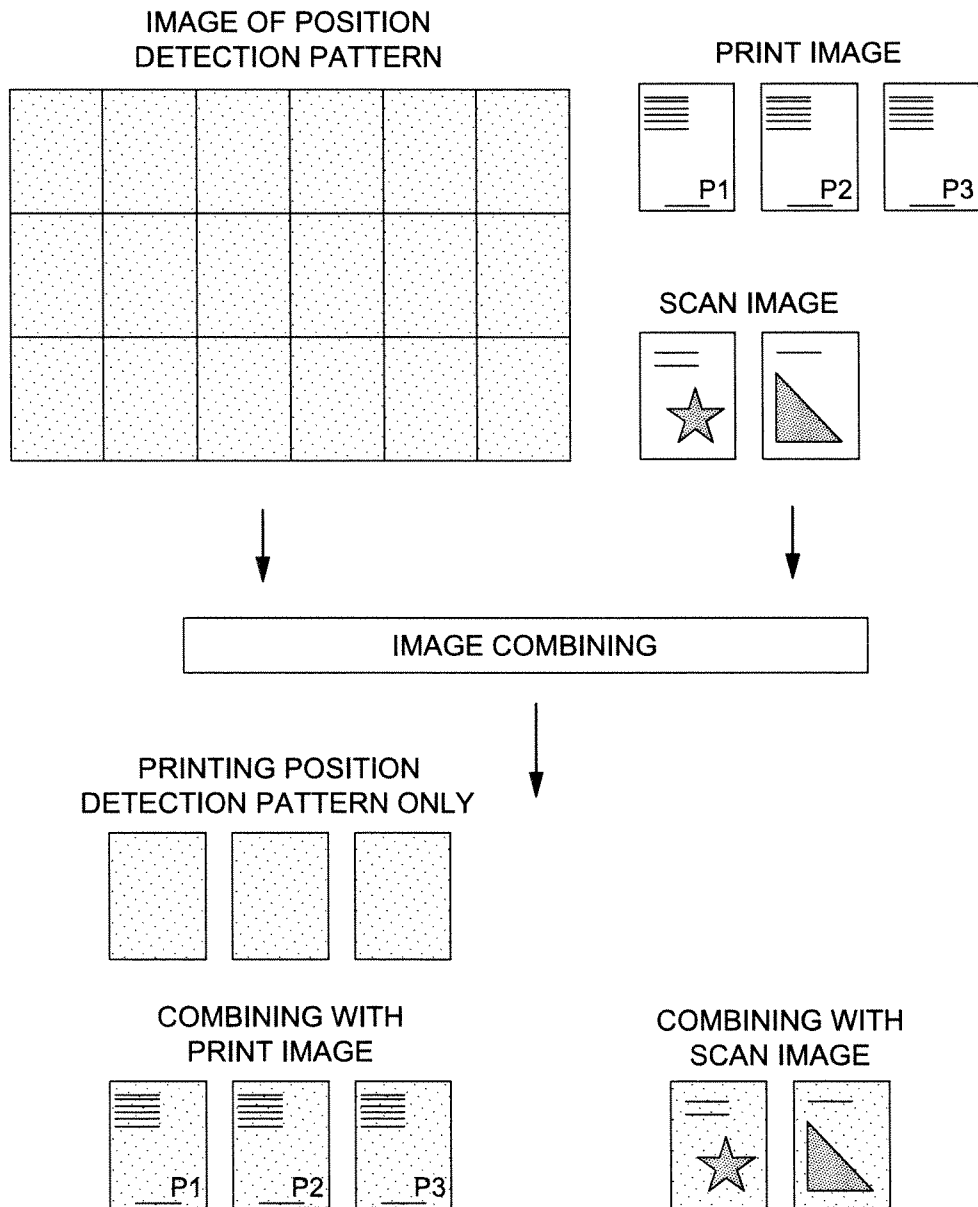 IMAGE OF POSITION
DETECTION PATTERN
PRINT IMAGE
P1
P2
P3
SCAN IMAGE
IMAGE COMBINING
PRINTING POSITION
DETECTION PATTERN ONLY
COMBINING WITH
PRINT IMAGE
P1
P2
P3
COMBINING WITH
SCAN IMAGE